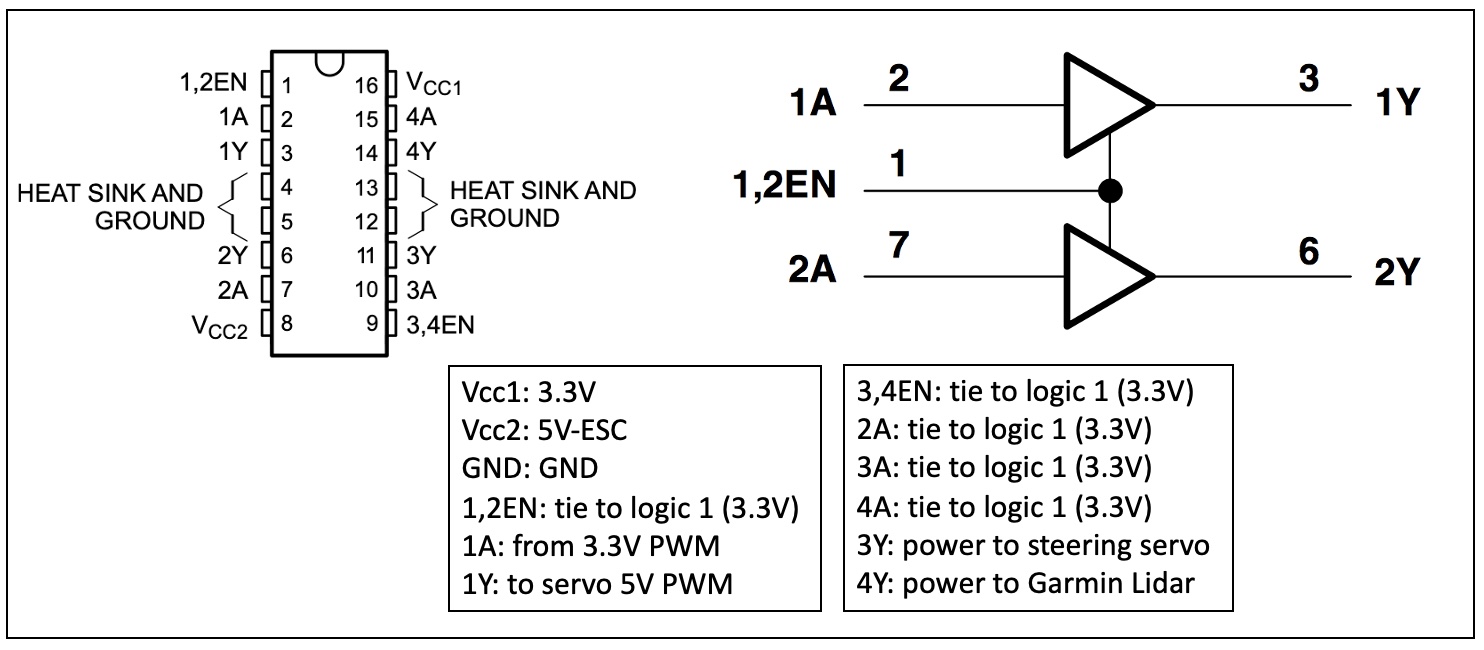 1,2EN 1 16 VCC1
1A 2 15 4A
1Y 3 14 4Y
HEAT SINK AND GROUND 4 13 HEAT SINK AND GROUND
5 12
2Y 6 11 3Y
2A 7 10 3A
VCC2 8 9 3,4EN
1A 2 3 1Y
1,2EN 1
2A 7 6 2Y
Vcc1: 3.3V
Vcc2: 5V-ESC
GND: GND
1,2EN: tie to logic 1 (3.3V)
1A: from 3.3V PWM
1Y: to servo 5V PWM
3,4EN: tie to logic 1 (3.3V)
2A: tie to logic 1 (3.3V)
3A: tie to logic 1 (3.3V)
4A: tie to logic 1 (3.3V)
3Y: power to steering servo
4Y: power to Garmin Lidar